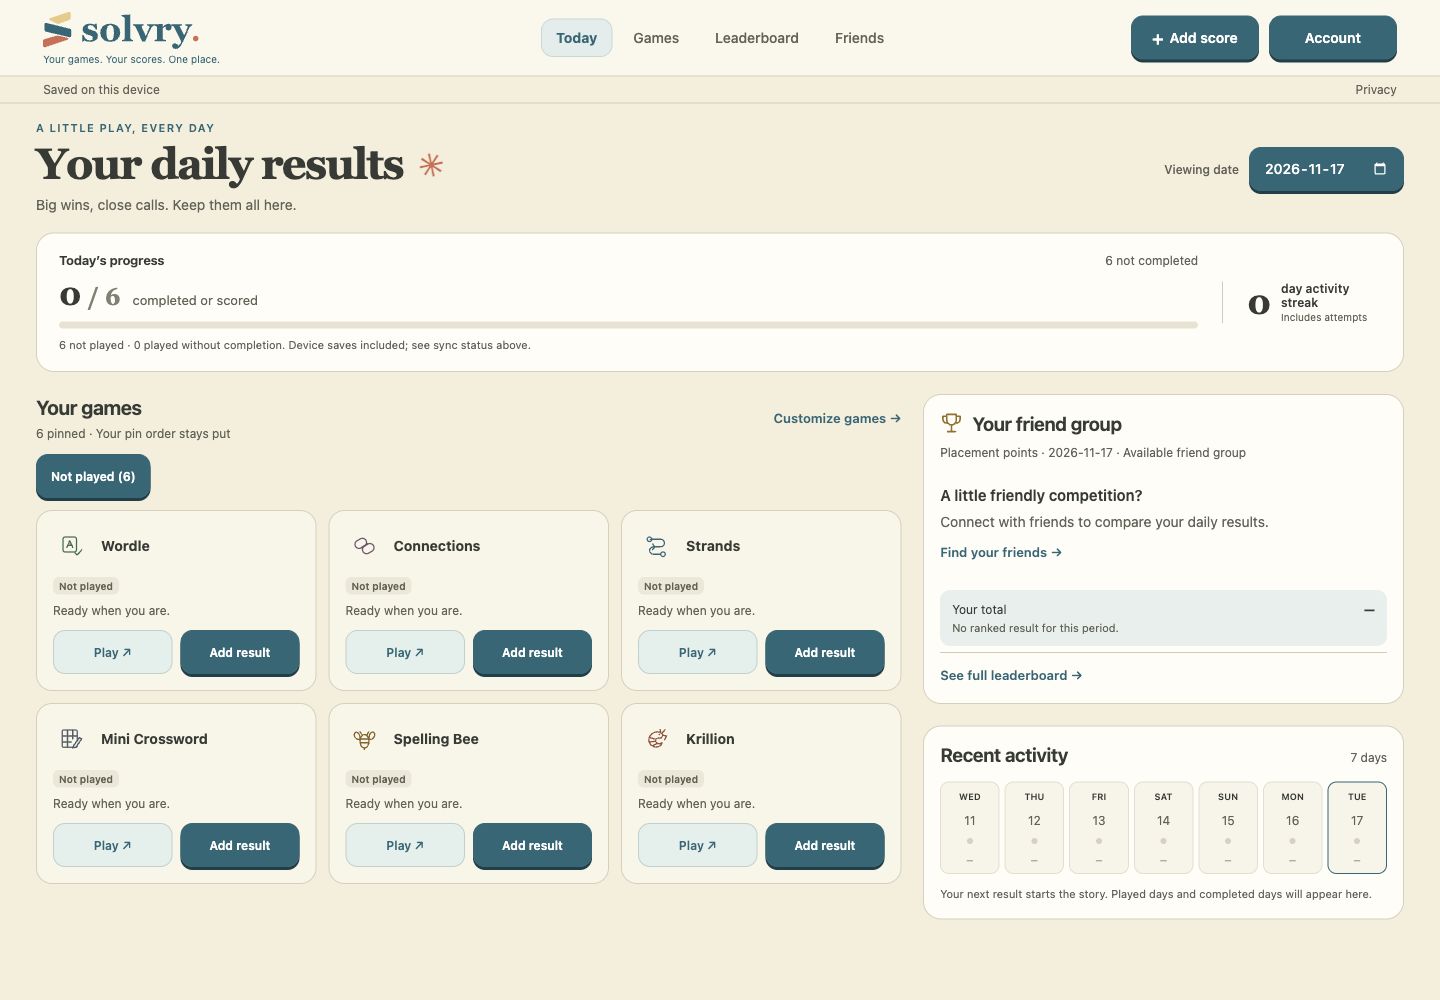 solvry.
Your games. Your scores. One place.
Today
Games
Leaderboard
Friends
+ Add score
Account
Saved on this device
Privacy
A LITTLE PLAY, EVERY DAY
Your daily results
Big wins, close calls. Keep them all here.
Viewing date
2026-11-17
Today's progress
6 not completed
0 / 6 completed or scored
0 day activity
streak
Includes attempts
6 not played · 0 played without completion. Device saves included; see sync status above.
Your games
6 pinned · Your pin order stays put
Customize games →
Not played (6)
Wordle
Not played
Ready when you are.
Play ↗
Add result
Connections
Not played
Ready when you are.
Play ↗
Add result
Strands
Not played
Ready when you are.
Play ↗
Add result
Mini Crossword
Not played
Ready when you are.
Play ↗
Add result
Spelling Bee
Not played
Ready when you are.
Play ↗
Add result
Krillion
Not played
Ready when you are.
Play ↗
Add result
Your friend group
Placement points · 2026-11-17 · Available friend group
A little friendly competition?
Connect with friends to compare your daily results.
Find your friends →
Your total —
No ranked result for this period.
See full leaderboard →
Recent activity
7 days
WED THU FRI SAT SUN MON TUE
11 12 13 14 15 16 17
– – – – – – –
Your next result starts the story. Played days and completed days will appear here.